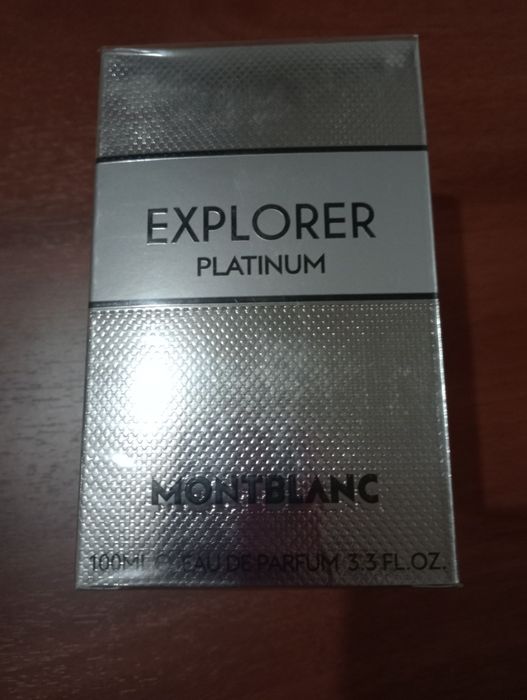 EXPLORER
PLATINUM
MONTBLANC
100ML EAU DE PARFUM 3.3 FL.OZ.